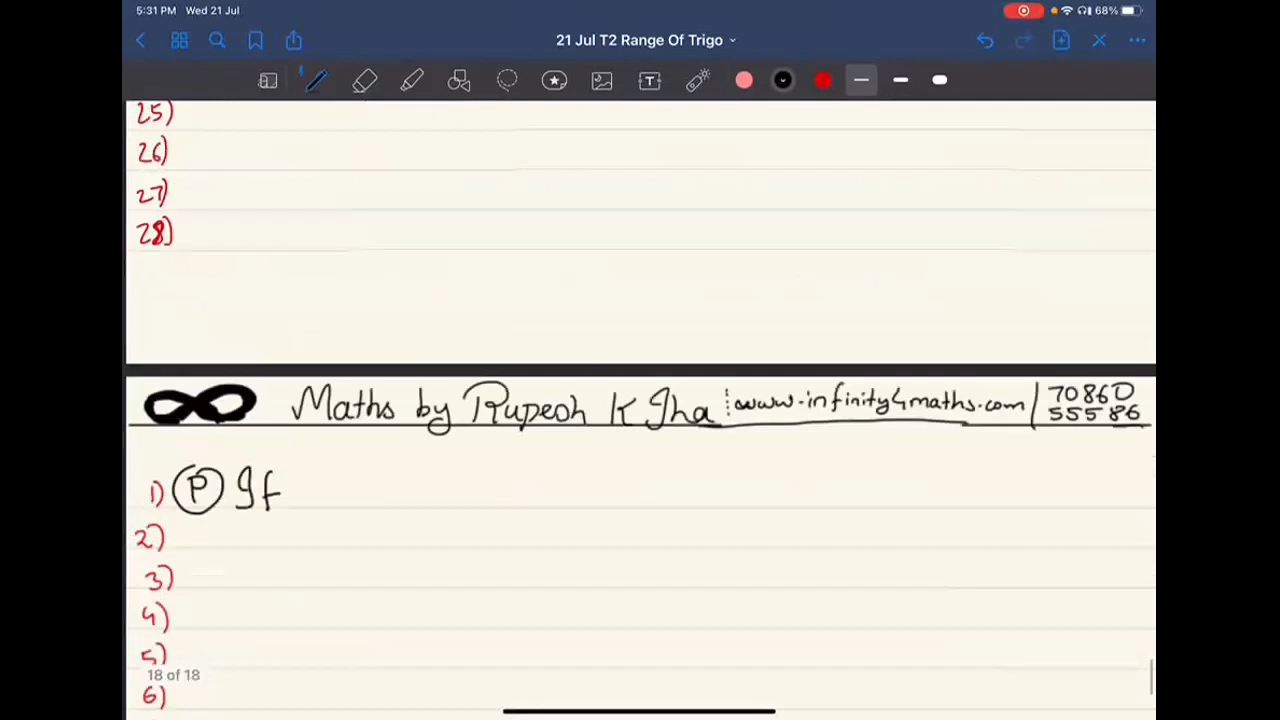 5:31 PM Wed 21 Jul
68%
21 Jul T2 Range Of Trigo
25)
26)
27)
28)
Maths by Rupesh K Jha www.infinity4maths.com 70860
55586
1) P If
2)
3)
4)
5)
18 of 18
6)